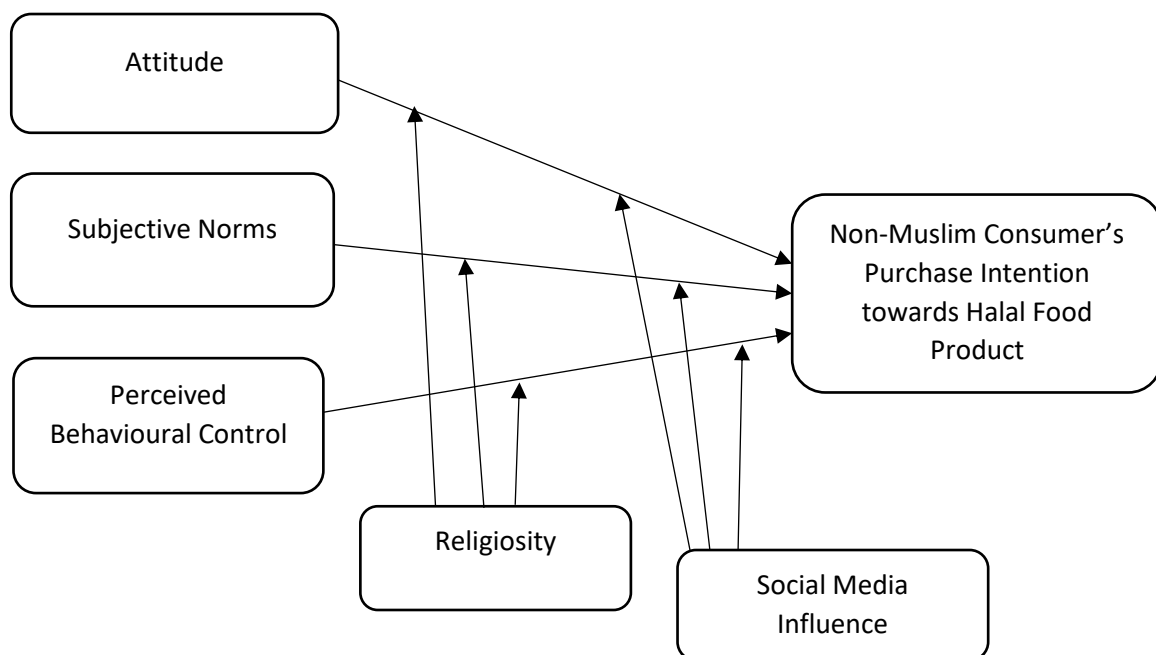 Attitude
Subjective Norms
Perceived
Behavioural Control
Non-Muslim Consumer’s
Purchase Intention
towards Halal Food
Product
Religiosity
Social Media
Influence